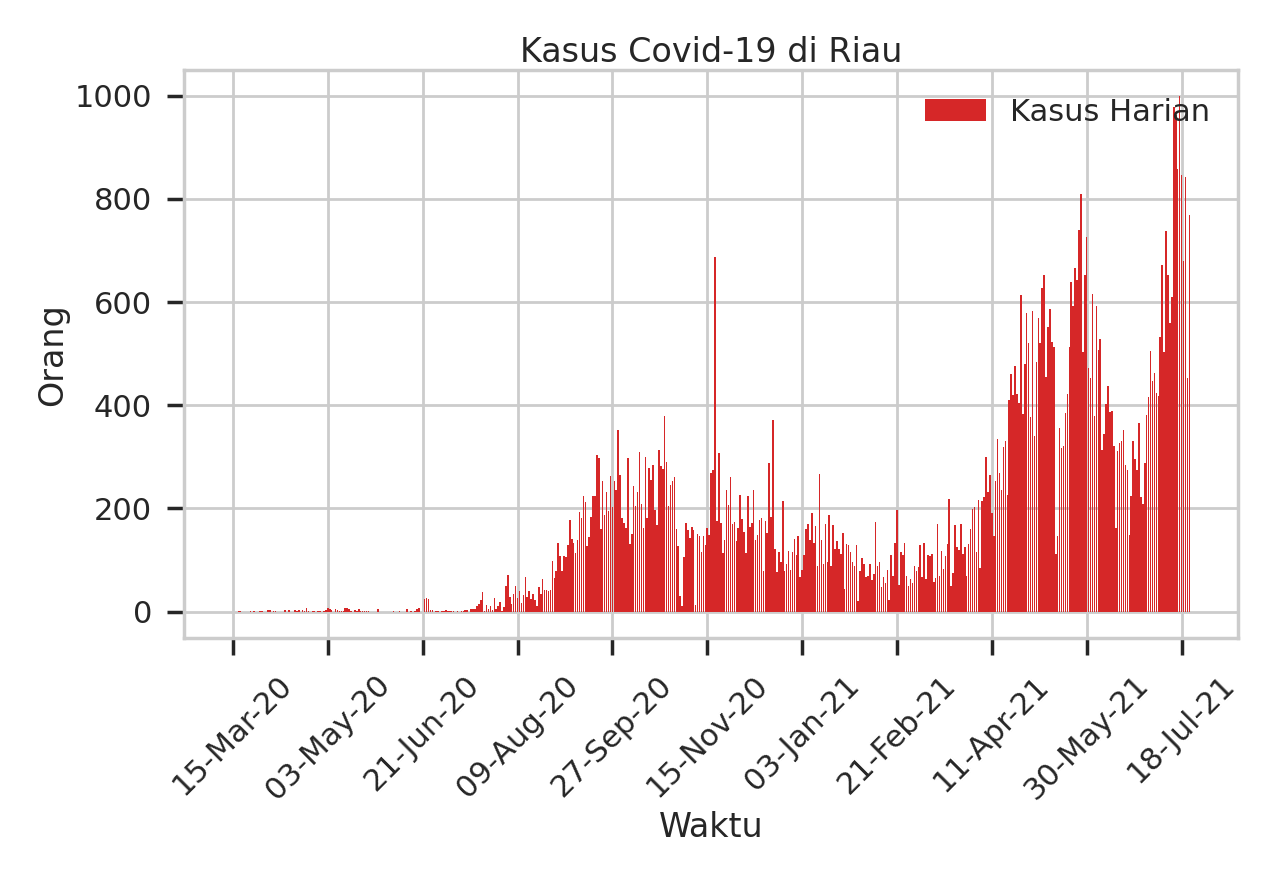 Kasus Covid-19 di Riau
Kasus Harian
Orang
1000
800
600
400
200
0
15-Mar-20
03-May-20
21-Jun-20
09-Aug-20
27-Sep-20
15-Nov-20
03-Jan-21
21-Feb-21
11-Apr-21
30-May-21
18-Jul-21
Waktu